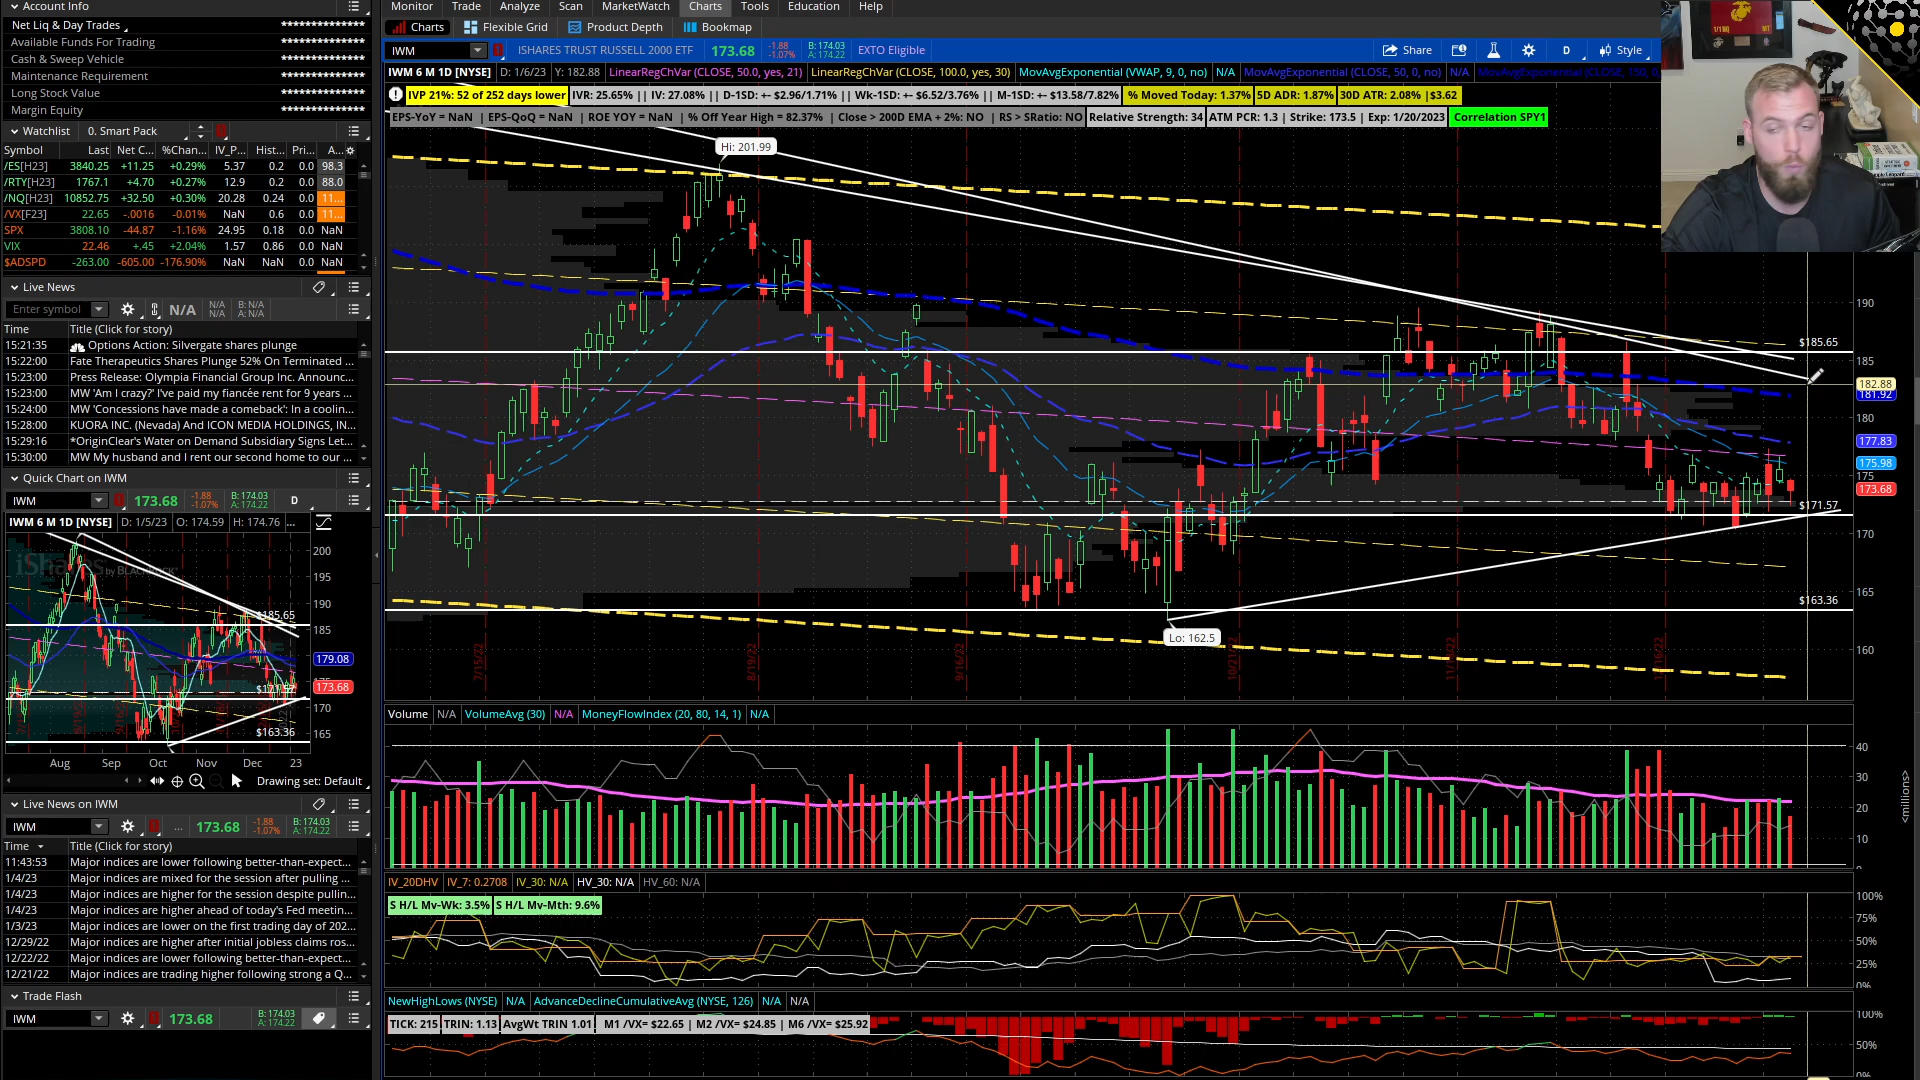 Account Info
Net Liq & Day Trades , *************
Available Funds For Trading *************
Cash & Sweep Vehicle *************
Maintenance Requirement *************
Long Stock Value *************
Margin Equity *************
Watchlist 0. Smart Pack
Symbol Last Net C... %Chan... IV_P... Hist... Pri... A...
/ES[H23] 3840.25 +11.25 +0.29% 5.37 0.2 0.0 98.3
/RTY[H23] 1767.1 +4.70 +0.27% 12.9 0.2 0.0 88.0
/NQ[H23] 10852.75 +32.50 +0.30% 20.28 0.24 0.0 11...
/VX[F23] 22.65 -.0016 -0.01% NaN 0.6 0.0 11...
SPX 3808.10 -44.87 -1.16% 24.95 0.18 0.0 NaN
VIX 22.46 +.45 +2.04% 1.57 0.86 0.0 NaN
$ADSPD -263.00 -605.00 -176.90% NaN NaN 0.0 NaN
Live News
Enter symbol N/A N/A N/A B: N/A A: N/A
Time Title (Click for story)
15:21:35 Options Action: Silvergate shares plunge
15:22:00 Fate Therapeutics Shares Plunge 52% On Terminated ...
15:23:00 Press Release: Olympia Financial Group Inc. Announc...
15:23:00 MW 'Am I crazy?' I've paid my fiancée rent for 9 years ...
15:24:00 MW 'Concessions have made a comeback': In a coolin...
15:28:00 KUORA INC. (Nevada) And ICON MEDIA HOLDINGS, IN...
15:29:16 *OriginClear's Water on Demand Subsidiary Signs Let...
15:30:00 MW My husband and I rent our second home to our ...
Quick Chart on IWM
IWM 173.68 -1.88 -1.07% B: 174.03 A: 174.22 D
IWM 6 M 1D [NYSE] D: 1/5/23 O: 174.59 H: 174.76 ...
200
195
190
$185.65
185
179.08
173.68
170
$163.36
165
Aug Sep Oct Nov Dec 23
Drawing set: Default
Live News on IWM
IWM ... 173.68 -1.88 -1.07% B: 174.03 A: 174.22
Time Title (Click for story)
11:43:53 Major indices are lower following better-than-expect...
1/4/23 Major indices are mixed for the session after pulling ...
1/4/23 Major indices are higher for the session despite pullin...
1/4/23 Major indices are higher ahead of today's Fed meetin...
1/3/23 Major indices are lower on the first trading day of 202...
12/29/22 Major indices are higher after initial jobless claims ros...
12/22/22 Major indices are lower following better-than-expect...
12/21/22 Major indices are trading higher following strong a Q...
Trade Flash
IWM 173.68 B: 174.03 A: 174.22
Monitor Trade Analyze Scan MarketWatch Charts Tools Education Help
Charts Flexible Grid Product Depth Bookmap
IWM ISHARES TRUST RUSSELL 2000 ETF 173.68 -1.88 -1.07% B: 174.03 A: 174.22 EXTO Eligible Share D Style
IWM 6 M 1D [NYSE] D: 1/6/23 Y: 182.88 LinearRegChVar (CLOSE, 50.0, yes, 21) LinearRegChVar (CLOSE, 100.0, yes, 30) MovAvgExponential (VWAP, 9, 0, no) N/A MovAvgExponential (CLOSE, 50, 0, no) N/A MovAvgExponential (CLOSE, 150, 0
IVP 21%: 52 of 252 days lower IVR: 25.65% || IV: 27.08% || D-1SD: +- $2.96/1.71% || Wk-1SD: +- $6.52/3.76% || M-1SD: +- $13.58/7.82% % Moved Today: 1.37% 5D ADR: 1.87% 30D ATR: 2.08% |$3.62
EPS-YoY = NaN | EPS-QoQ = NaN | ROE YOY = NaN | % Off Year High = 82.37% | Close > 200D EMA + 2%: NO | RS > SRatio: NO Relative Strength: 34 ATM PCR: 1.3 | Strike: 173.5 | Exp: 1/20/2023 Correlation SPY1
Hi: 201.99
190
$185.65
185
182.88
181.92
180
177.83
175.98
175
173.68
$171.57
170
165
$163.36
Lo: 162.5
160
7/15/22 8/19/22 9/16/22
Volume N/A VolumeAvg (30) N/A MoneyFlowIndex (20, 80, 14, 1) N/A
40
30
20
10
<millions>
IV_20DHV IV_7: 0.2708 IV_30: N/A HV_30: N/A HV_60: N/A
S H/L Mv-Wk: 3.5% S H/L Mv-Mth: 9.6%
100%
75%
50%
25%
0%
NewHighLows (NYSE) N/A AdvanceDeclineCumulativeAvg (NYSE, 126) N/A N/A
TICK: 215 TRIN: 1.13 AvgWt TRIN 1.01 M1 /VX= $22.65 | M2 /VX= $24.85 | M6 /VX= $25.92
100%
50%
0%